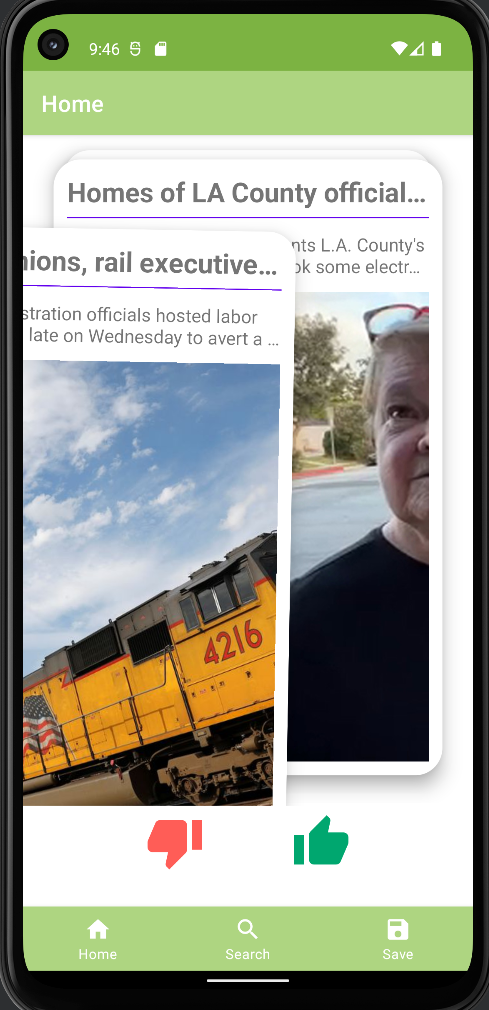 9:46
Home
Homes of LA County official...
nts L.A. County's
ok some electr...
nions, rail executive...
stration officials hosted labor
late on Wednesday to avert a ...
4216
Home
Search
Save